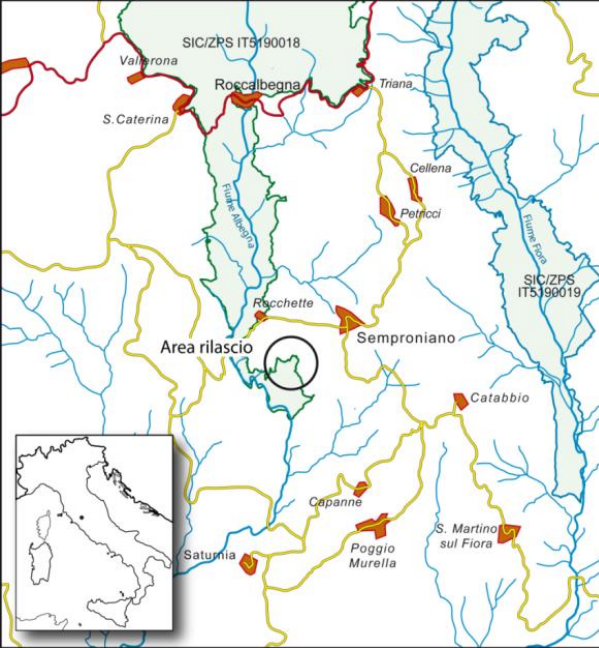 SIC/ZPS IT5190018
Vallerona
Roccalbegna
Triana
S.Caterina
Cellena
Petricci
Fiume Albegna
Fiume Fiora
SIC/ZPS
IT5190019
Rocchette
Semproniano
Area rilascio
Catabbio
Capanne
Poggio
Murella
S. Martino
sul Fiora
Saturnia